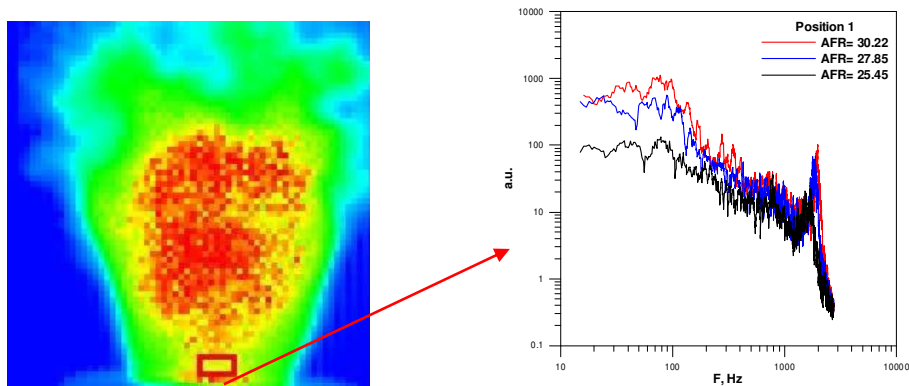 10000
1000
100
10
1
0.1
a.u.
Position 1
AFR= 30.22
AFR= 27.85
AFR= 25.45
10 100 1000 10000
F, Hz